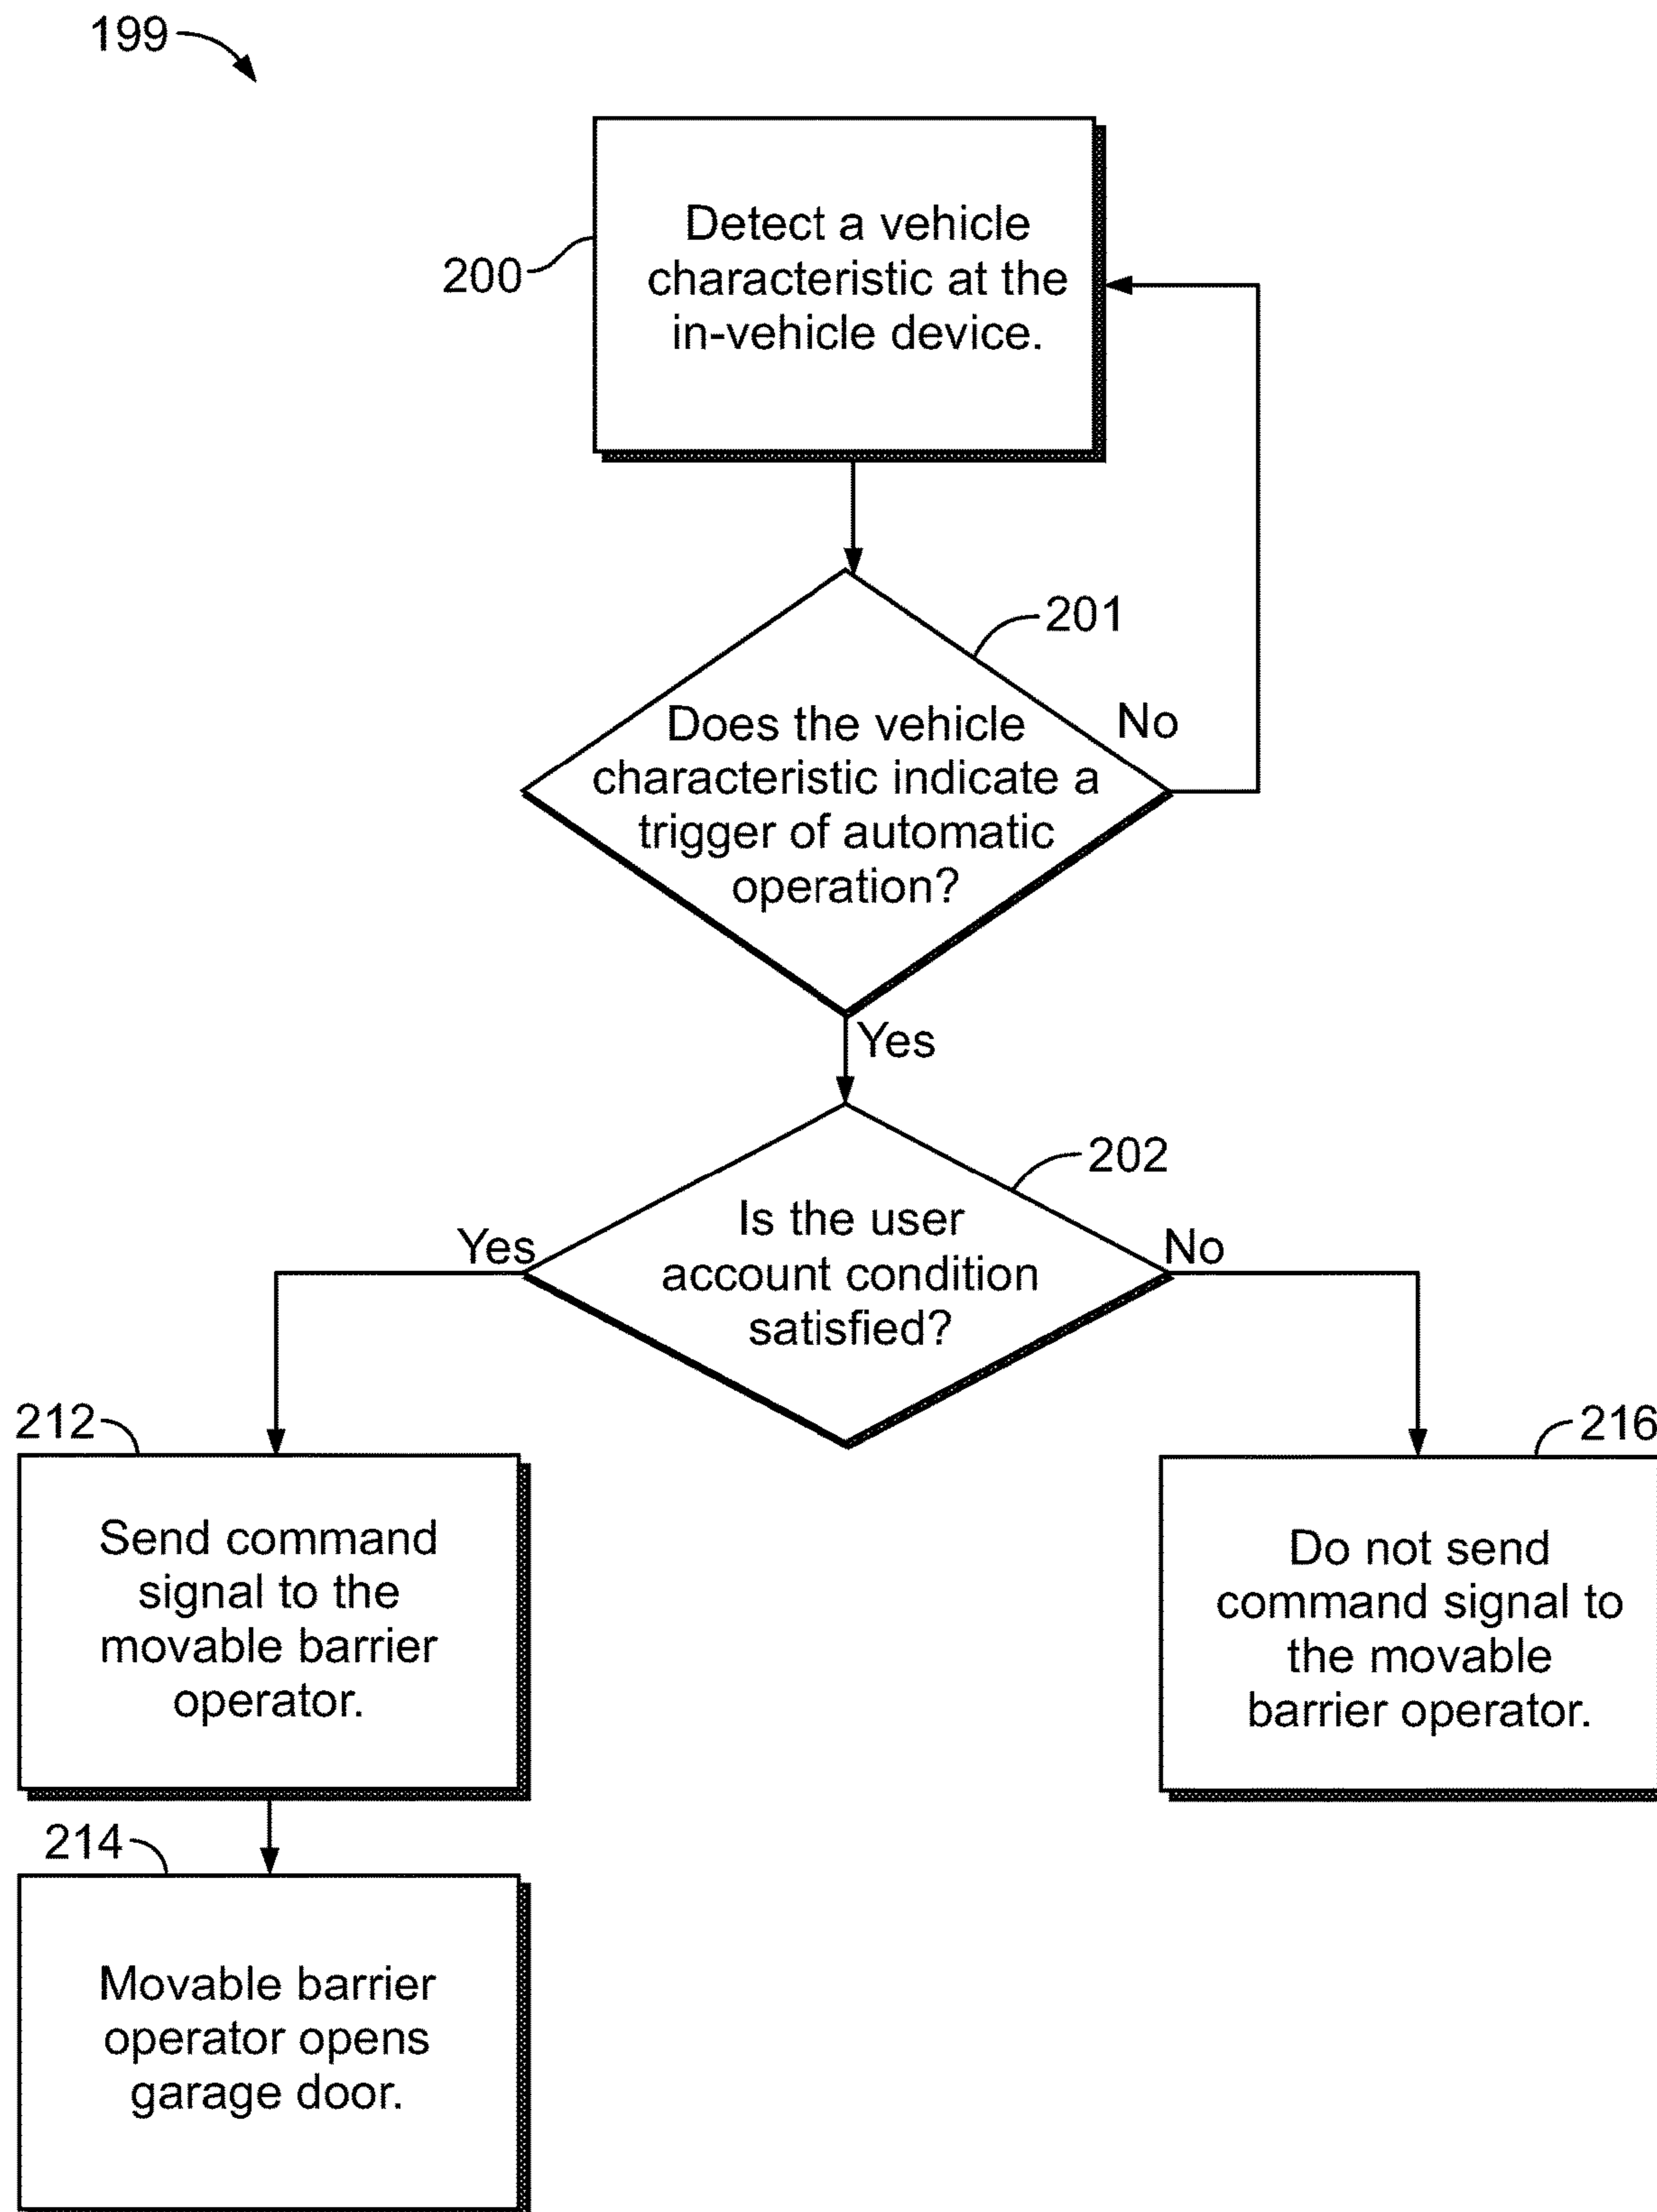 199
200
Detect a vehicle
characteristic at the
in-vehicle device.
201
Does the vehicle
characteristic indicate a
trigger of automatic
operation?
No
Yes
202
Is the user
account condition
satisfied?
Yes
No
212
Send command
signal to the
movable barrier
operator.
216
Do not send
command signal to
the movable
barrier operator.
214
Movable barrier
operator opens
garage door.